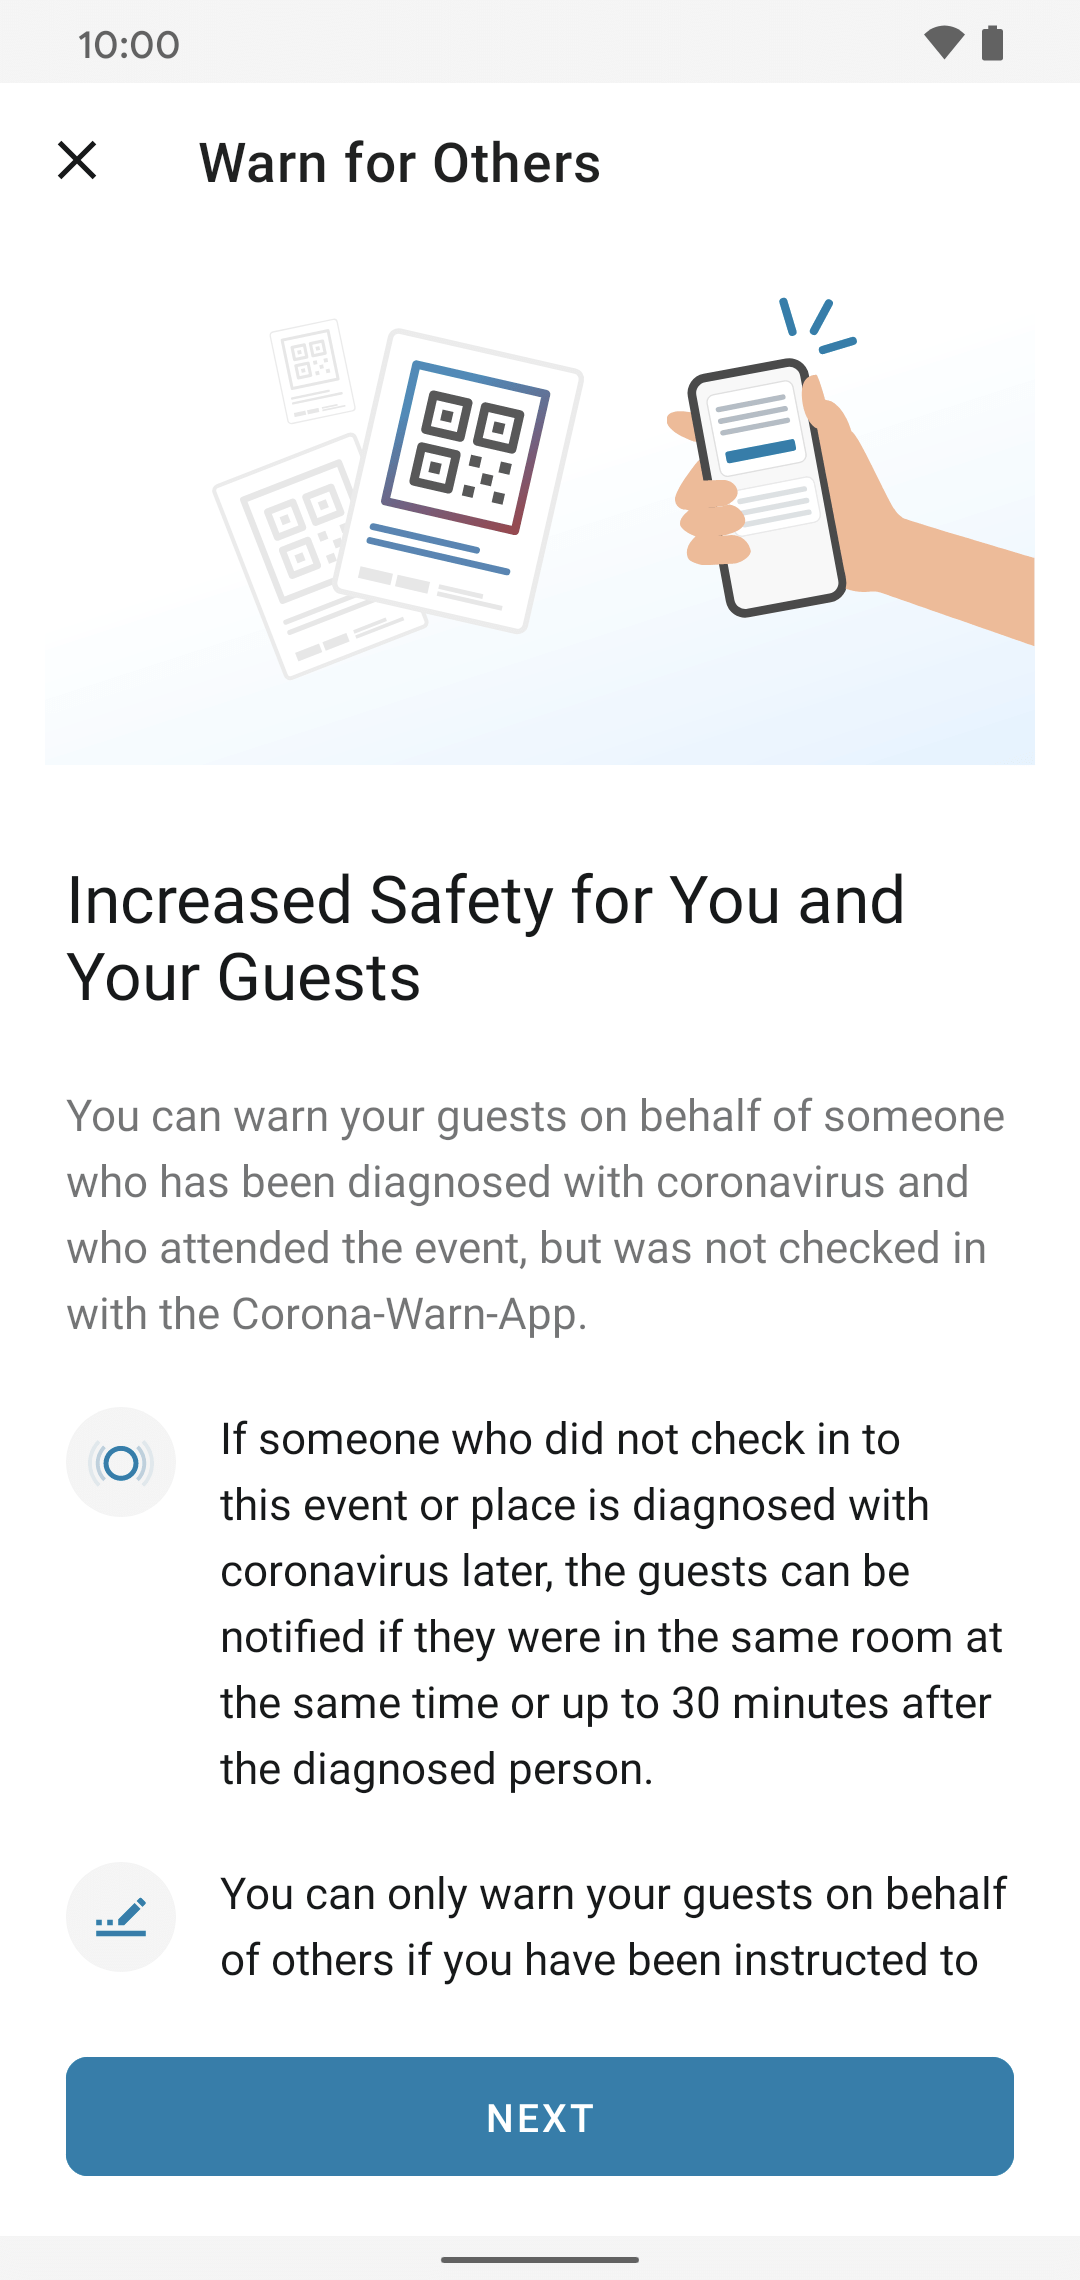 10:00
Warn for Others
Increased Safety for You and
Your Guests
You can warn your guests on behalf of someone
who has been diagnosed with coronavirus and
who attended the event, but was not checked in
with the Corona-Warn-App.
If someone who did not check in to
this event or place is diagnosed with
coronavirus later, the guests can be
notified if they were in the same room at
the same time or up to 30 minutes after
the diagnosed person.
You can only warn your guests on behalf
of others if you have been instructed to
NEXT